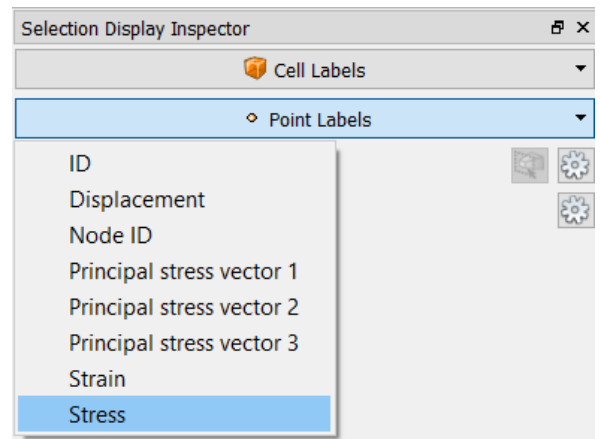 Selection Display Inspector
Cell Labels
Point Labels
ID
Displacement
Node ID
Principal stress vector 1
Principal stress vector 2
Principal stress vector 3
Strain
Stress